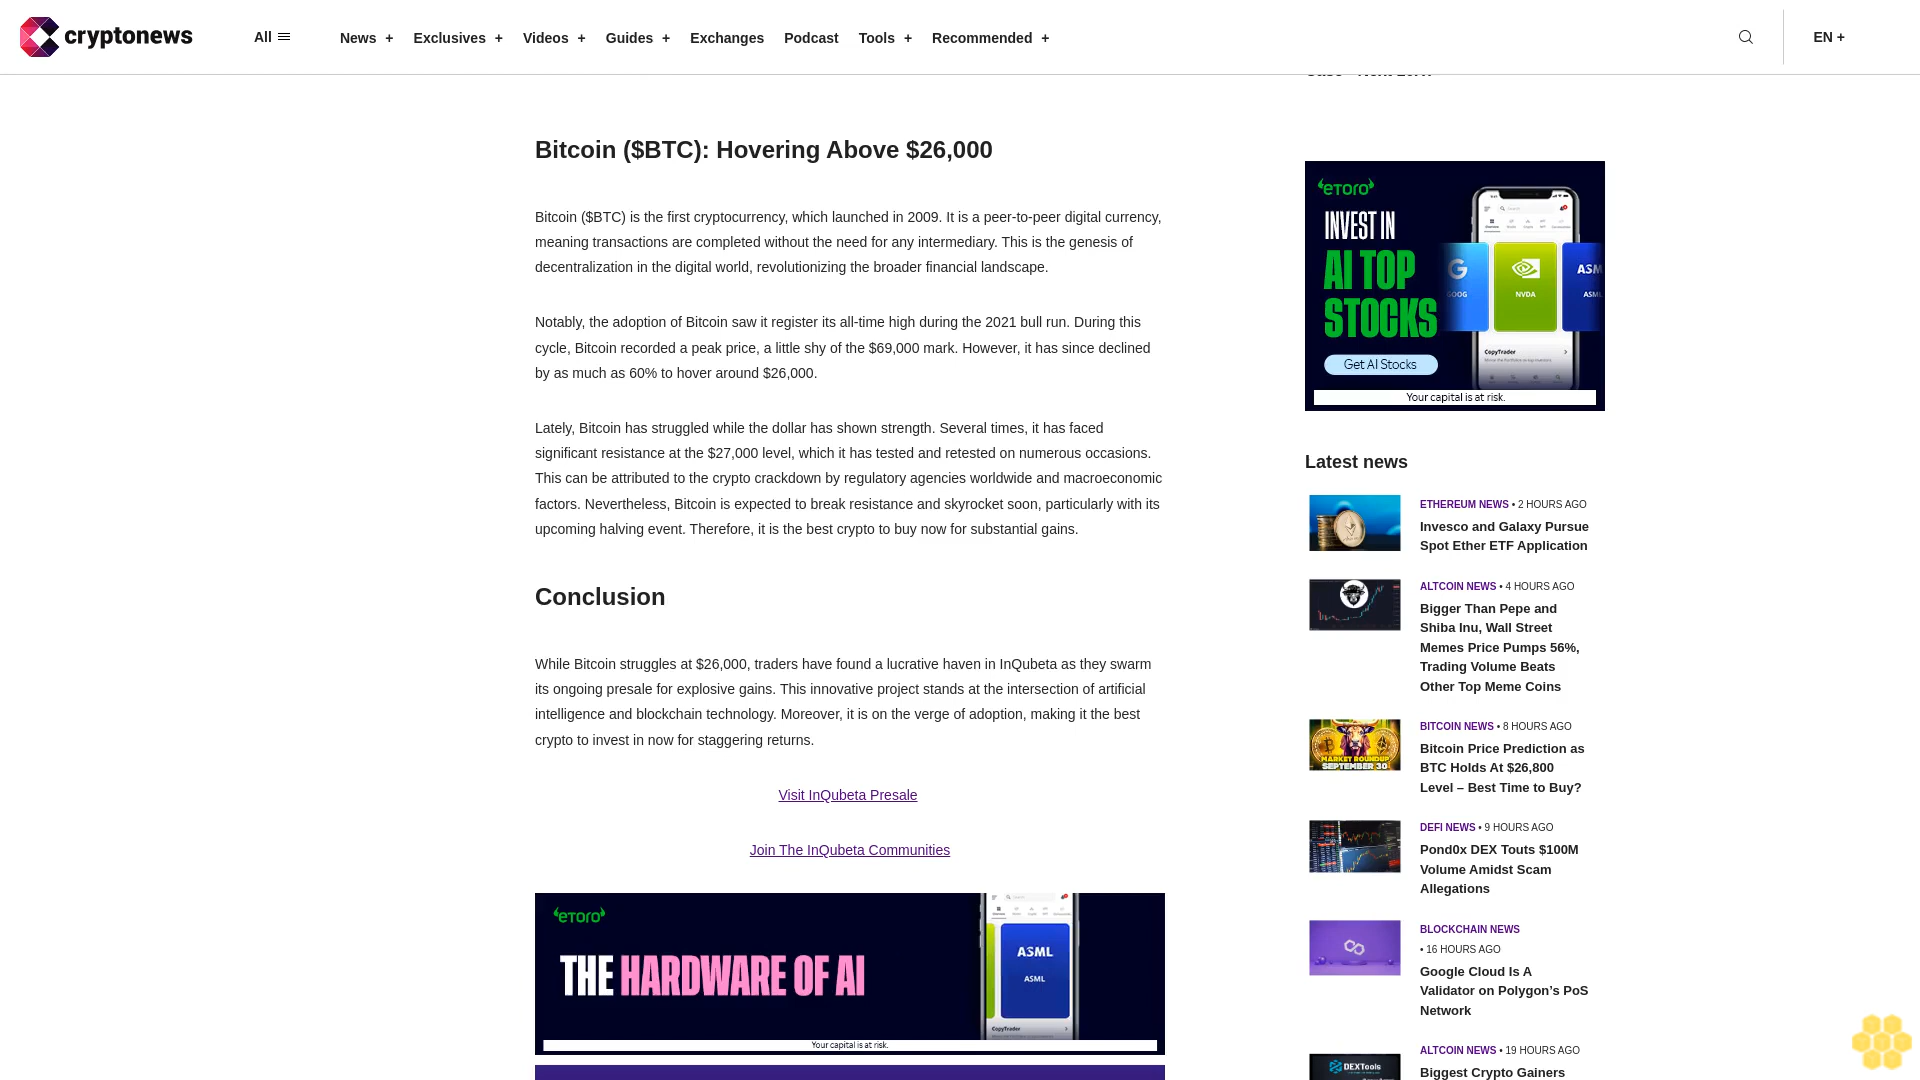 cryptonews
All
News +
Exclusives +
Videos +
Guides +
Exchanges
Podcast
Tools +
Recommended +
EN +
Bitcoin ($BTC): Hovering Above $26,000
Bitcoin ($BTC) is the first cryptocurrency, which launched in 2009. It is a peer-to-peer digital currency,
meaning transactions are completed without the need for any intermediary. This is the genesis of
decentralization in the digital world, revolutionizing the broader financial landscape.
Notably, the adoption of Bitcoin saw it register its all-time high during the 2021 bull run. During this
cycle, Bitcoin recorded a peak price, a little shy of the $69,000 mark. However, it has since declined
by as much as 60% to hover around $26,000.
Lately, Bitcoin has struggled while the dollar has shown strength. Several times, it has faced
significant resistance at the $27,000 level, which it has tested and retested on numerous occasions.
This can be attributed to the crypto crackdown by regulatory agencies worldwide and macroeconomic
factors. Nevertheless, Bitcoin is expected to break resistance and skyrocket soon, particularly with its
upcoming halving event. Therefore, it is the best crypto to buy now for substantial gains.
Conclusion
While Bitcoin struggles at $26,000, traders have found a lucrative haven in InQubeta as they swarm
its ongoing presale for explosive gains. This innovative project stands at the intersection of artificial
intelligence and blockchain technology. Moreover, it is on the verge of adoption, making it the best
crypto to invest in now for staggering returns.
Visit InQubeta Presale
Join The InQubeta Communities
eToro
THE HARDWARE OF AI
ASML
ASML
CopyTrader
Your capital is at risk.
eToro
INVEST IN
AI TOP
STOCKS
Get AI Stocks
GOOG
NVDA
ASM
ASML
CopyTrader
Your capital is at risk.
Latest news
ETHEREUM NEWS • 2 HOURS AGO
Invesco and Galaxy Pursue
Spot Ether ETF Application
ALTCOIN NEWS • 4 HOURS AGO
Bigger Than Pepe and
Shiba Inu, Wall Street
Memes Price Pumps 56%,
Trading Volume Beats
Other Top Meme Coins
MARKET ROUNDUP
SEPTEMBER 30
BITCOIN NEWS • 8 HOURS AGO
Bitcoin Price Prediction as
BTC Holds At $26,800
Level – Best Time to Buy?
DEFI NEWS • 9 HOURS AGO
Pond0x DEX Touts $100M
Volume Amidst Scam
Allegations
BLOCKCHAIN NEWS
• 16 HOURS AGO
Google Cloud Is A
Validator on Polygon’s PoS
Network
DEXTools
ALTCOIN NEWS • 19 HOURS AGO
Biggest Crypto Gainers